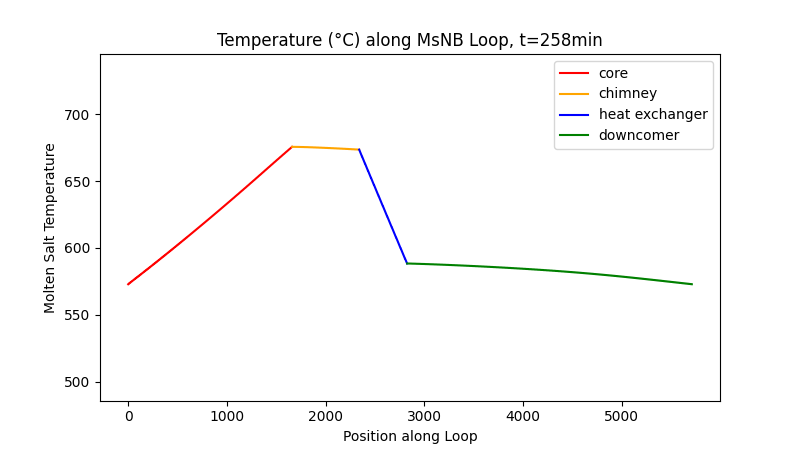 Temperature (°C) along MsNB Loop, t=258min
core
chimney
heat exchanger
downcomer
Molten Salt Temperature
700
650
600
550
500
0 1000 2000 3000 4000 5000
Position along Loop